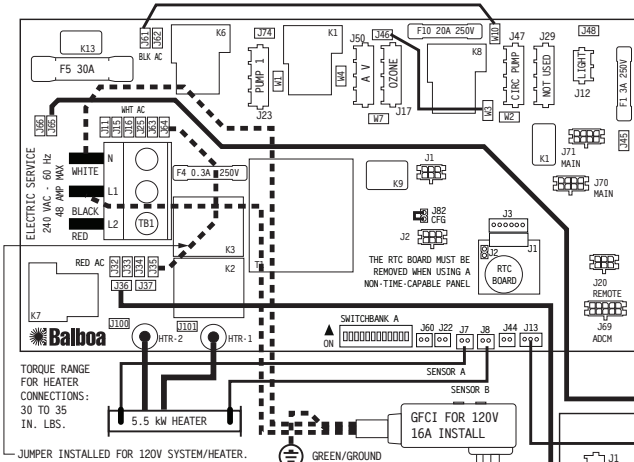 J61
J62
BLK AC
K6
J74
K1
J50
J46
F10 20A 250V
W10
J47
J29
J48
K13
F5 30A
PUMP 1
W1
W4
A V
OZONE
K8
CIRC PUMP
NOT USED
LIGHT
J12
F1 3A 250V
J23
J17
W3
W7
W2
J66
J65
WHT AC
J11
J15
J16
J25
J63
J64
K1
J71
MAIN
J45
ELECTRIC SERVICE
240 VAC - 60 Hz
48 AMP MAX
N
WHITE
L1
BLACK
L2
RED
TB1
F4 0.3A 250V
K9
J1
J70
MAIN
JB2
CFG
J3
J2
J1
J2
K3
T1
K2
RED AC
J32
J33
J34
J35
J36
J37
THE RTC BOARD MUST BE
REMOVED WHEN USING A
NON-TIME-CAPABLE PANEL
RTC
BOARD
J20
REMOTE
K7
J69
ADCM
Balboa
J100
HTR-2
J101
HTR-1
ON
SWITCHBANK A
J60
J22
J7
J8
J44
J13
TORQUE RANGE
FOR HEATER
CONNECTIONS:
30 TO 35
IN. LBS.
SENSOR A
SENSOR B
5.5 kW HEATER
GFCI FOR 120V
16A INSTALL
JUMPER INSTALLED FOR 120V SYSTEM/HEATER.
GREEN/GROUND
J1